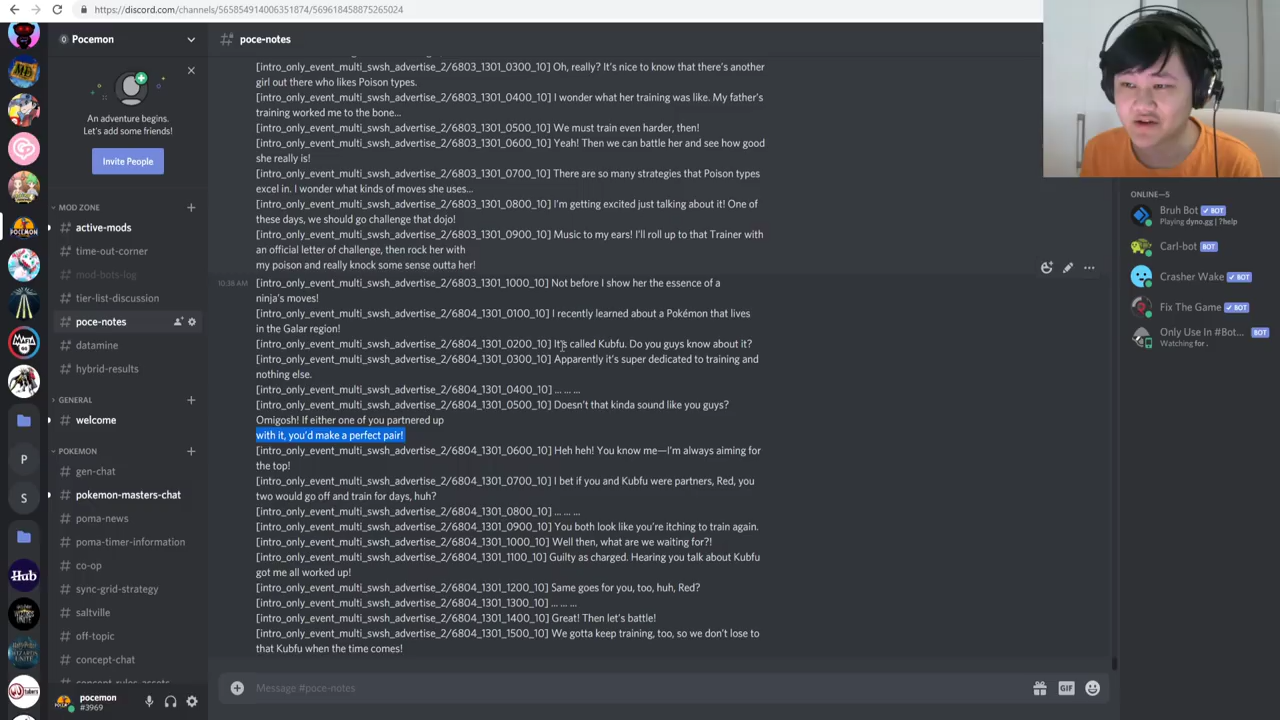 https://discord.com/channels/565854914006351874/569618458875265024
Pocemon
poce-notes
An adventure begins.
Let's add some friends!
Invite People
MOD ZONE
active-mods
time-out-corner
mod-bots-log
tier-list-discussion
poce-notes
datamine
hybrid-results
GENERAL
welcome
POKEMON
gen-chat
pokemon-masters-chat
poma-news
poma-timer-information
co-op
sync-grid-strategy
saltville
off-topic
concept-chat
pocemon
#3969
[intro_only_event_multi_swsh_advertise_2/6803_1301_0300_10] Oh, really? It's nice to know that there's another
girl out there who likes Poison types.
[intro_only_event_multi_swsh_advertise_2/6803_1301_0400_10] I wonder what her training was like. My father's
training worked me to the bone...
[intro_only_event_multi_swsh_advertise_2/6803_1301_0500_10] We must train even harder, then!
[intro_only_event_multi_swsh_advertise_2/6803_1301_0600_10] Yeah! Then we can battle her and see how good
she really is!
[intro_only_event_multi_swsh_advertise_2/6803_1301_0700_10] There are so many strategies that Poison types
excel in. I wonder what kinds of moves she uses...
[intro_only_event_multi_swsh_advertise_2/6803_1301_0800_10] I'm getting excited just talking about it! One of
these days, we should go challenge that dojo!
[intro_only_event_multi_swsh_advertise_2/6803_1301_0900_10] Music to my ears! I'll roll up to that Trainer with
an official letter of challenge, then rock her with
my poison and really knock some sense outta her!
10:38 AM
[intro_only_event_multi_swsh_advertise_2/6803_1301_1000_10] Not before I show her the essence of a
ninja's moves!
[intro_only_event_multi_swsh_advertise_2/6804_1301_0100_10] I recently learned about a Pokémon that lives
in the Galar region!
[intro_only_event_multi_swsh_advertise_2/6804_1301_0200_10] It's called Kubfu. Do you guys know about it?
[intro_only_event_multi_swsh_advertise_2/6804_1301_0300_10] Apparently it's super dedicated to training and
nothing else.
[intro_only_event_multi_swsh_advertise_2/6804_1301_0400_10] ... ... ...
[intro_only_event_multi_swsh_advertise_2/6804_1301_0500_10] Doesn't that kinda sound like you guys?
Omigosh! If either one of you partnered up
with it, you'd make a perfect pair!
[intro_only_event_multi_swsh_advertise_2/6804_1301_0600_10] Heh heh! You know me—I'm always aiming for
the top!
[intro_only_event_multi_swsh_advertise_2/6804_1301_0700_10] I bet if you and Kubfu were partners, Red, you
two would go off and train for days, huh?
[intro_only_event_multi_swsh_advertise_2/6804_1301_0800_10] ... ... ...
[intro_only_event_multi_swsh_advertise_2/6804_1301_0900_10] You both look like you're itching to train again.
[intro_only_event_multi_swsh_advertise_2/6804_1301_1000_10] Well then, what are we waiting for?!
[intro_only_event_multi_swsh_advertise_2/6804_1301_1100_10] Guilty as charged. Hearing you talk about Kubfu
got me all worked up!
[intro_only_event_multi_swsh_advertise_2/6804_1301_1200_10] Same goes for you, too, huh, Red?
[intro_only_event_multi_swsh_advertise_2/6804_1301_1300_10] ... ... ...
[intro_only_event_multi_swsh_advertise_2/6804_1301_1400_10] Great! Then let's battle!
[intro_only_event_multi_swsh_advertise_2/6804_1301_1500_10] We gotta keep training, too, so we don't lose to
that Kubfu when the time comes!
Message #poce-notes
GIF
ONLINE—5
Bruh Bot BOT
Playing dyno.gg | ?help
Carl-bot BOT
Crasher Wake BOT
Fix The Game BOT
Only Use In #Bot... BOT
Watching for .
P
S
Hub